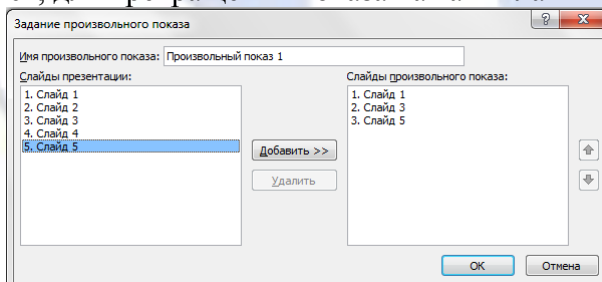 Задание произвольного показа
Имя произвольного показа: Произвольный показ 1
Слайды презентации:
Слайды произвольного показа:
1. Слайд 1
2. Слайд 2
3. Слайд 3
4. Слайд 4
5. Слайд 5
1. Слайд 1
2. Слайд 3
3. Слайд 5
Добавить >>
Удалить
OK
Отмена